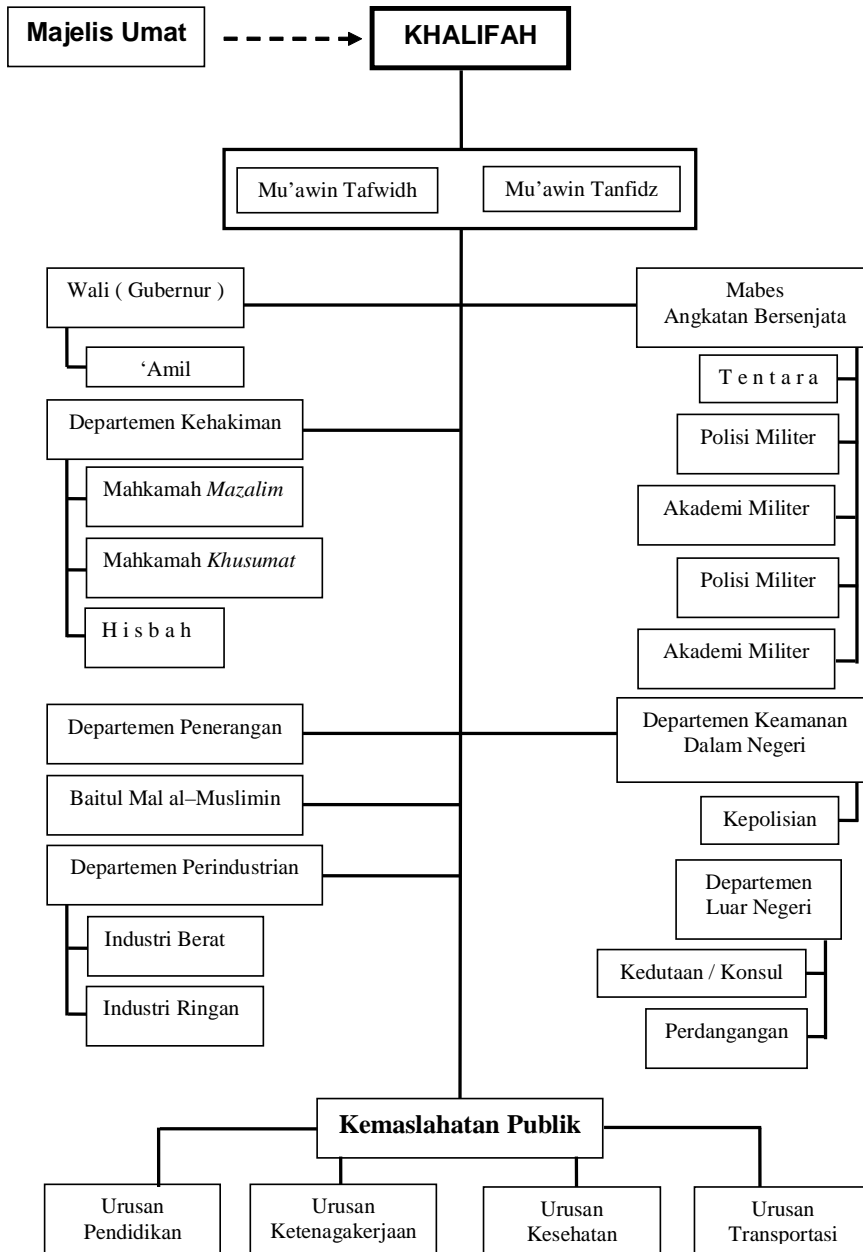 Majelis Umat
KHALIFAH
Mu’awin Tafwidh
Mu’awin Tanfidz
Wali ( Gubernur )
‘Amil
Departemen Kehakiman
Mahkamah Mazalim
Mahkamah Khusumat
H i s b a h
Mabes
Angkatan Bersenjata
T e n t a r a
Polisi Militer
Akademi Militer
Polisi Militer
Akademi Militer
Departemen Penerangan
Baitul Mal al–Muslimin
Departemen Perindustrian
Industri Berat
Industri Ringan
Departemen Keamanan
Dalam Negeri
Kepolisian
Departemen
Luar Negeri
Kedutaan / Konsul
Perdangangan
Kemaslahatan Publik
Urusan
Pendidikan
Urusan
Ketenagakerjaan
Urusan
Kesehatan
Urusan
Transportasi